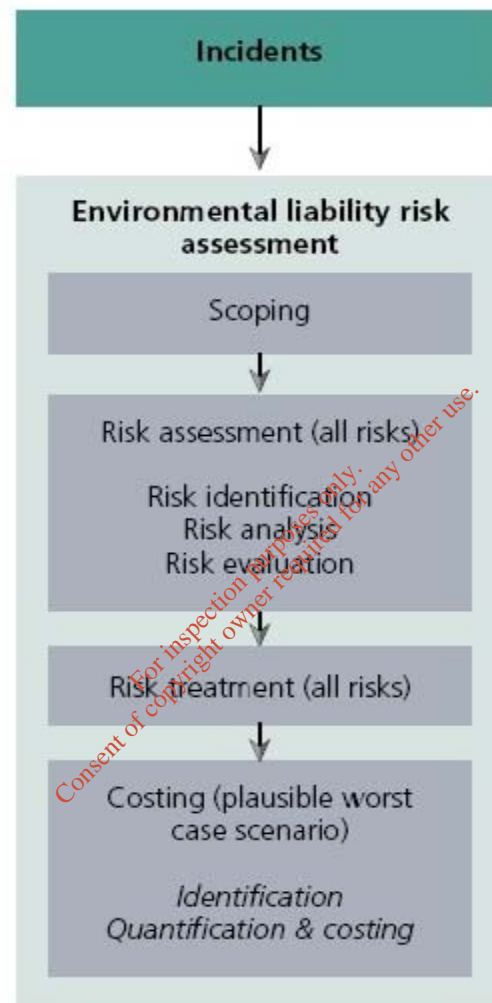 Incidents
Environmental liability risk
assessment
Scoping
Risk assessment (all risks)
Risk identification
Risk analysis
Risk evaluation
Risk treatment (all risks)
Costing (plausible worst
case scenario)
Identification
Quantification & costing
For inspection purposes only.
Consent of copyright owner required for any other use.